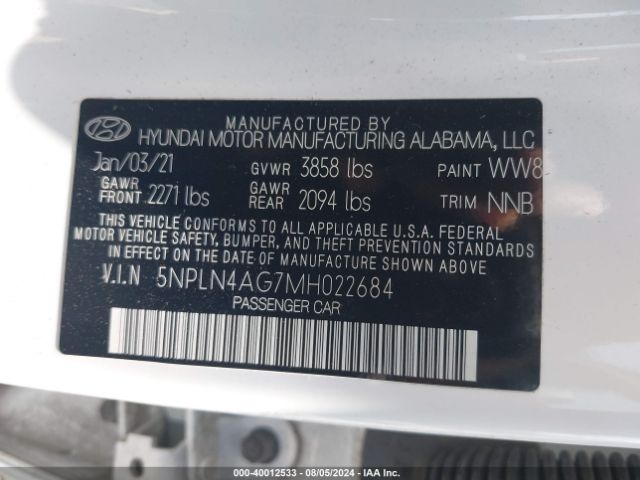 MANUFACTURED BY
HYUNDAI MOTOR MANUFACTURING ALABAMA, LLC
Jan/03/21 GVWR 3858 lbs PAINT WW8
GAWR FRONT 2271 lbs GAWR REAR 2094 lbs TRIM NNB
THIS VEHICLE CONFORMS TO ALL APPLICABLE U.S.A. FEDERAL
MOTOR VEHICLE SAFETY, BUMPER, AND THEFT PREVENTION STANDARDS
IN EFFECT ON THE DATE OF MANUFACTURE SHOWN ABOVE.
V.I.N 5NPLN4AG7MH022684
PASSENGER CAR
000-40012533 - 08/05/2024 - IAA Inc.